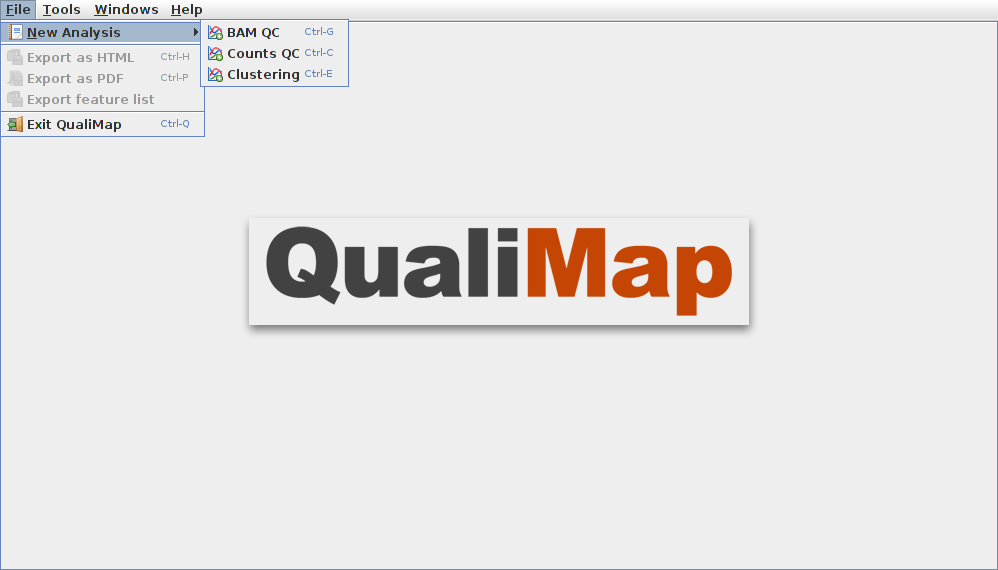 File Tools Windows Help
New Analysis
BAM QC Ctrl-G
Counts QC Ctrl-C
Clustering Ctrl-E
Export as HTML Ctrl-H
Export as PDF Ctrl-P
Export feature list
Exit QualiMap Ctrl-Q
QualiMap